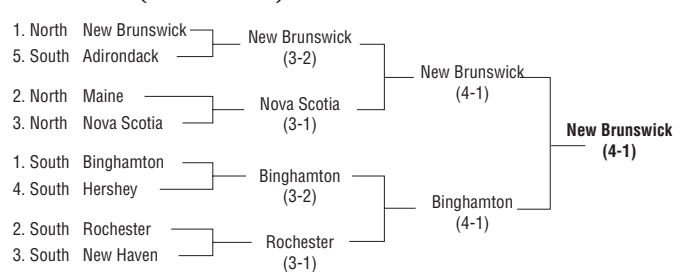 1. North New Brunswick
5. South Adirondack
New Brunswick
(3-2)
2. North Maine
3. North Nova Scotia
Nova Scotia
(3-1)
New Brunswick
(4-1)
1. South Binghamton
4. South Hershey
Binghamton
(3-2)
2. South Rochester
3. South New Haven
Rochester
(3-1)
Binghamton
(4-1)
New Brunswick
(4-1)